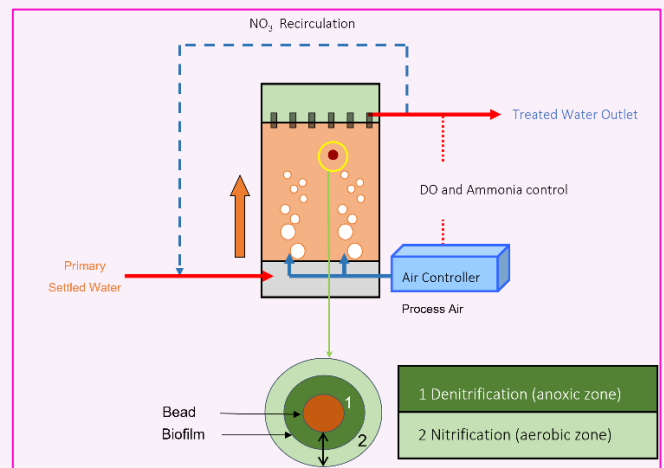 NO3 Recirculation
Treated Water Outlet
DO and Ammonia control
Primary
Settled Water
Air Controller
Process Air
1
2
Bead
Biofilm
1 Denitrification (anoxic zone)
2 Nitrification (aerobic zone)